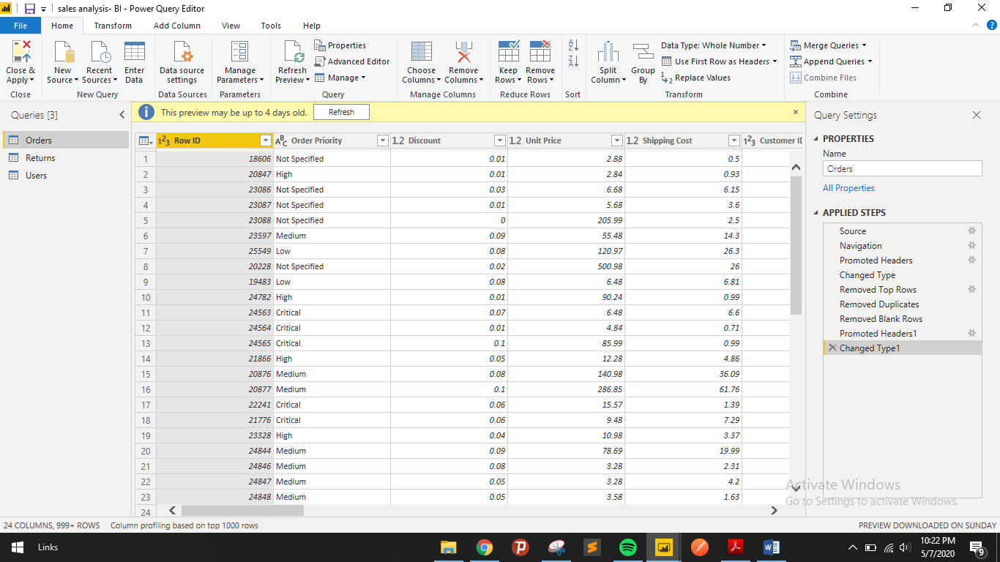 sales analysis- BI - Power Query Editor
File Home Transform Add Column View Tools Help
Close & Apply
New Source
Recent Sources
Enter Data
Data source settings
Manage Parameters
Refresh Preview
Properties
Advanced Editor
Manage
Choose Columns
Remove Columns
Keep Rows
Remove Rows
Split Column
Group By
Data Type: Whole Number
Use First Row as Headers
Replace Values
Merge Queries
Append Queries
Combine Files
Close New Query Data Sources Parameters Query Manage Columns Reduce Rows Sort Transform Combine
Queries [3]
Orders
Returns
Users
This preview may be up to 4 days old. Refresh
Row ID Order Priority 1.2 Discount 1.2 Unit Price 1.2 Shipping Cost Customer ID
1 18606 Not Specified 0.01 2.88 0.5
2 20847 High 0.01 2.84 0.93
3 23086 Not Specified 0.03 6.68 6.15
4 23087 Not Specified 0.01 5.68 3.6
5 23088 Not Specified 0 205.99 2.5
6 23597 Medium 0.09 55.48 14.3
7 25549 Low 0.08 120.97 26.3
8 20228 Not Specified 0.02 500.98 26
9 19483 Low 0.08 6.48 6.81
10 24782 High 0.01 90.24 0.99
11 24563 Critical 0.07 6.48 6.6
12 24564 Critical 0.01 4.84 0.71
13 24565 Critical 0.1 85.99 0.99
14 21866 High 0.05 12.28 4.86
15 20876 Medium 0.08 140.98 36.09
16 20877 Medium 0.1 286.85 61.76
17 22241 Critical 0.06 15.57 1.39
18 21776 Critical 0.06 9.48 7.29
19 23328 High 0.04 10.98 3.37
20 24844 Medium 0.09 78.69 19.99
21 24846 Medium 0.08 3.28 2.31
22 24847 Medium 0.05 3.28 4.2
23 24848 Medium 0.05 3.58 1.63
24
Query Settings
PROPERTIES
Name
Orders
All Properties
APPLIED STEPS
Source
Navigation
Promoted Headers
Changed Type
Removed Top Rows
Removed Duplicates
Removed Blank Rows
Promoted Headers1
Changed Type1
Activate Windows
Go to Settings to activate Windows.
24 COLUMNS, 999+ ROWS Column profiling based on top 1000 rows
PREVIEW DOWNLOADED ON SUNDAY
Links
10:22 PM
5/7/2020
9